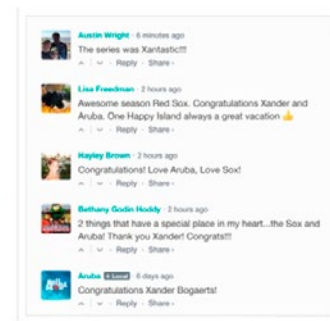 Austin Wright · 6 minutes ago
The series was Xantastic!!!
Reply · Share ›
Lisa Freedman · 2 hours ago
Awesome season Red Sox. Congratulations Xander and
Aruba. One Happy Island always a great vacation 👍
Reply · Share ›
Hayley Brown · 2 hours ago
Congratulations! Love Aruba, Love Sox!
Reply · Share ›
Bethany Godin Hoddy · 2 hours ago
2 things that have a special place in my heart...the Sox and
Aruba! Thank you Xander! Congrats!!!
Reply · Share ›
Aruba Local · 6 days ago
Congratulations Xander Bogaerts!
Reply · Share ›